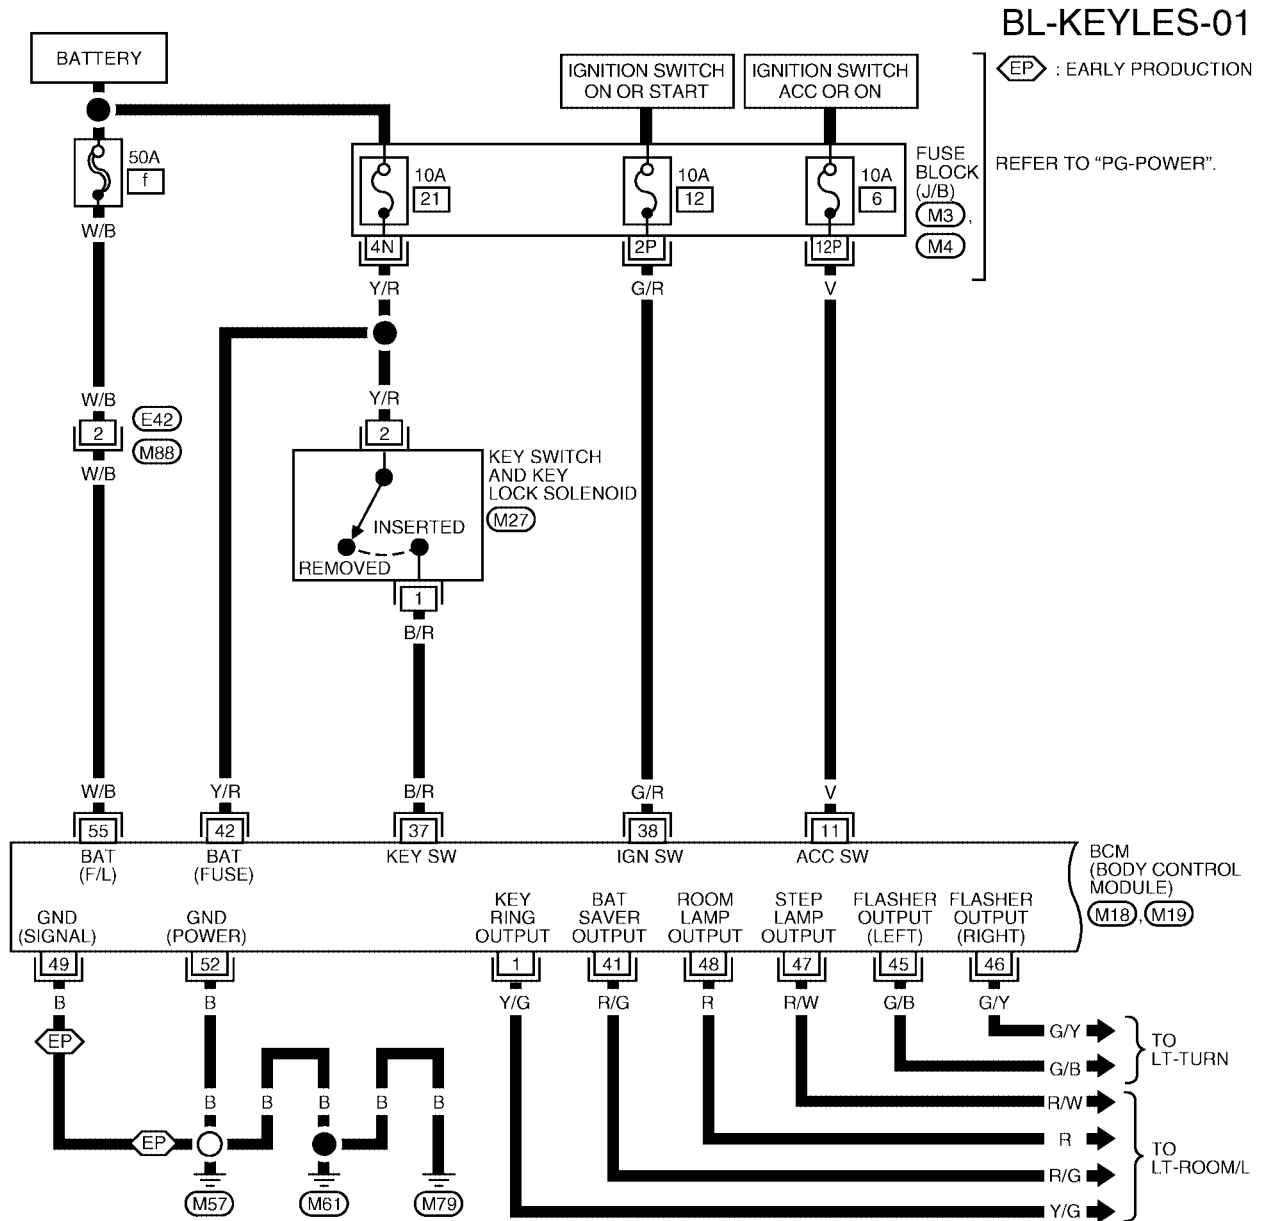 BL-KEYLES-01
BATTERY
IGNITION SWITCH
ON OR START
IGNITION SWITCH
ACC OR ON
EP : EARLY PRODUCTION
50A
f
10A
21
10A
12
10A
6
FUSE
BLOCK
(J/B)
M3 ,
M4
REFER TO “PG-POWER”.
W/B
4N
2P
12P
Y/R
G/R
V
W/B
2
E42
M88
W/B
Y/R
2
KEY SWITCH
AND KEY
LOCK SOLENOID
M27
INSERTED
REMOVED
1
B/R
W/B
Y/R
B/R
G/R
V
55
42
37
38
11
BAT
(F/L)
BAT
(FUSE)
KEY SW
IGN SW
ACC SW
BCM
(BODY CONTROL
MODULE)
M18 , M19
GND
(SIGNAL)
GND
(POWER)
KEY
RING
OUTPUT
BAT
SAVER
OUTPUT
ROOM
LAMP
OUTPUT
STEP
LAMP
OUTPUT
FLASHER
OUTPUT
(LEFT)
FLASHER
OUTPUT
(RIGHT)
49
52
1
41
48
47
45
46
B
B
Y/G
R/G
R
R/W
G/B
G/Y
EP
G/Y
G/B
TO
LT-TURN
B
B
B
B
R/W
EP
R
R/G
Y/G
TO
LT-ROOM/L
M57
M61
M79